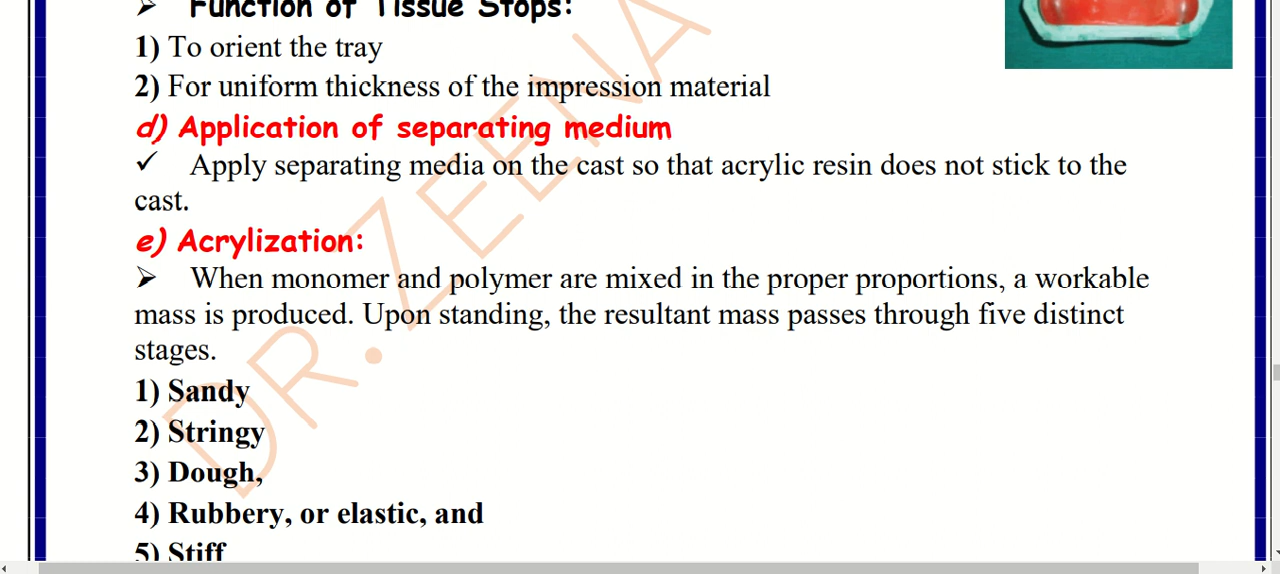 ➢ Function of Tissue Stops:
1) To orient the tray
2) For uniform thickness of the impression material
d) Application of separating medium
✓ Apply separating media on the cast so that acrylic resin does not stick to the
cast.
e) Acrylization:
➢ When monomer and polymer are mixed in the proper proportions, a workable
mass is produced. Upon standing, the resultant mass passes through five distinct
stages.
1) Sandy
2) Stringy
3) Dough,
4) Rubbery, or elastic, and
5) Stiff
DR.ZEENA